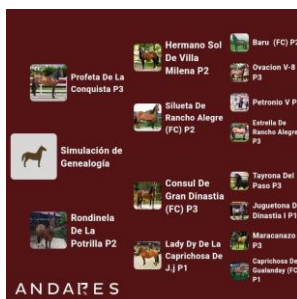 Profeta De La
Conquista P3
Simulación de
Genealogía
Rondinela
De La
Potrilla P2
Hermano Sol
De Villa
Milena P2
Silueta De
Rancho Alegre
(FC) P2
Consul De
Gran Dinastia
(FC) P3
Lady Dy De La
Caprichosa De
J.j P1
Baru (FC) P2
Ovacion V-8
P3
Petronio V P
Estrella De
Rancho Alegre
P3
Tayrona Del
Paso P3
Juguetona D
Dinastia I P1
Maracanazo
P3
Caprichosa De
Gualanday (FC)
P1
ANDARES